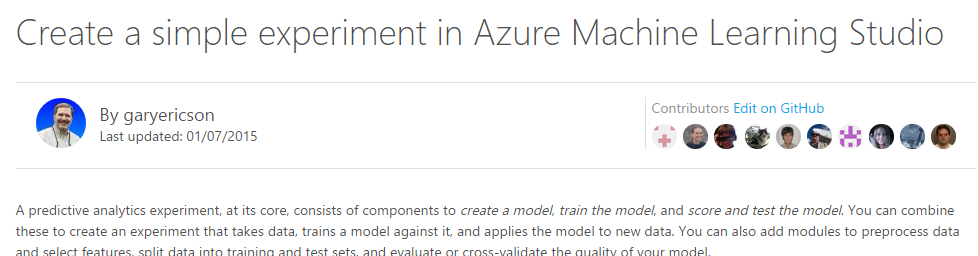 Create a simple experiment in Azure Machine Learning Studio
By garyericson
Last updated: 01/07/2015
Contributors Edit on GitHub
A predictive analytics experiment, at its core, consists of components to create a model, train the model, and score and test the model. You can combine
these to create an experiment that takes data, trains a model against it, and applies the model to new data. You can also add modules to preprocess data
and select features, split data into training and test sets, and evaluate or cross-validate the quality of your model.